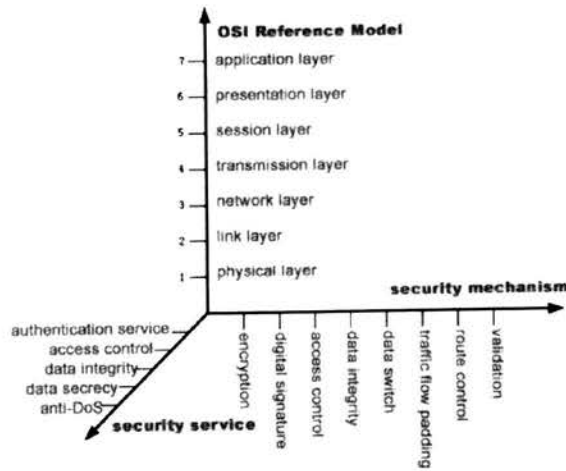 OSI Reference Model
7 application layer
6 presentation layer
5 session layer
4 transmission layer
3 network layer
2 link layer
1 physical layer
security mechanism
encryption
digital signature
access control
data integrity
data switch
traffic flow padding
route control
validation
authentication service
access control
data integrity
data secrecy
anti-DoS
security service